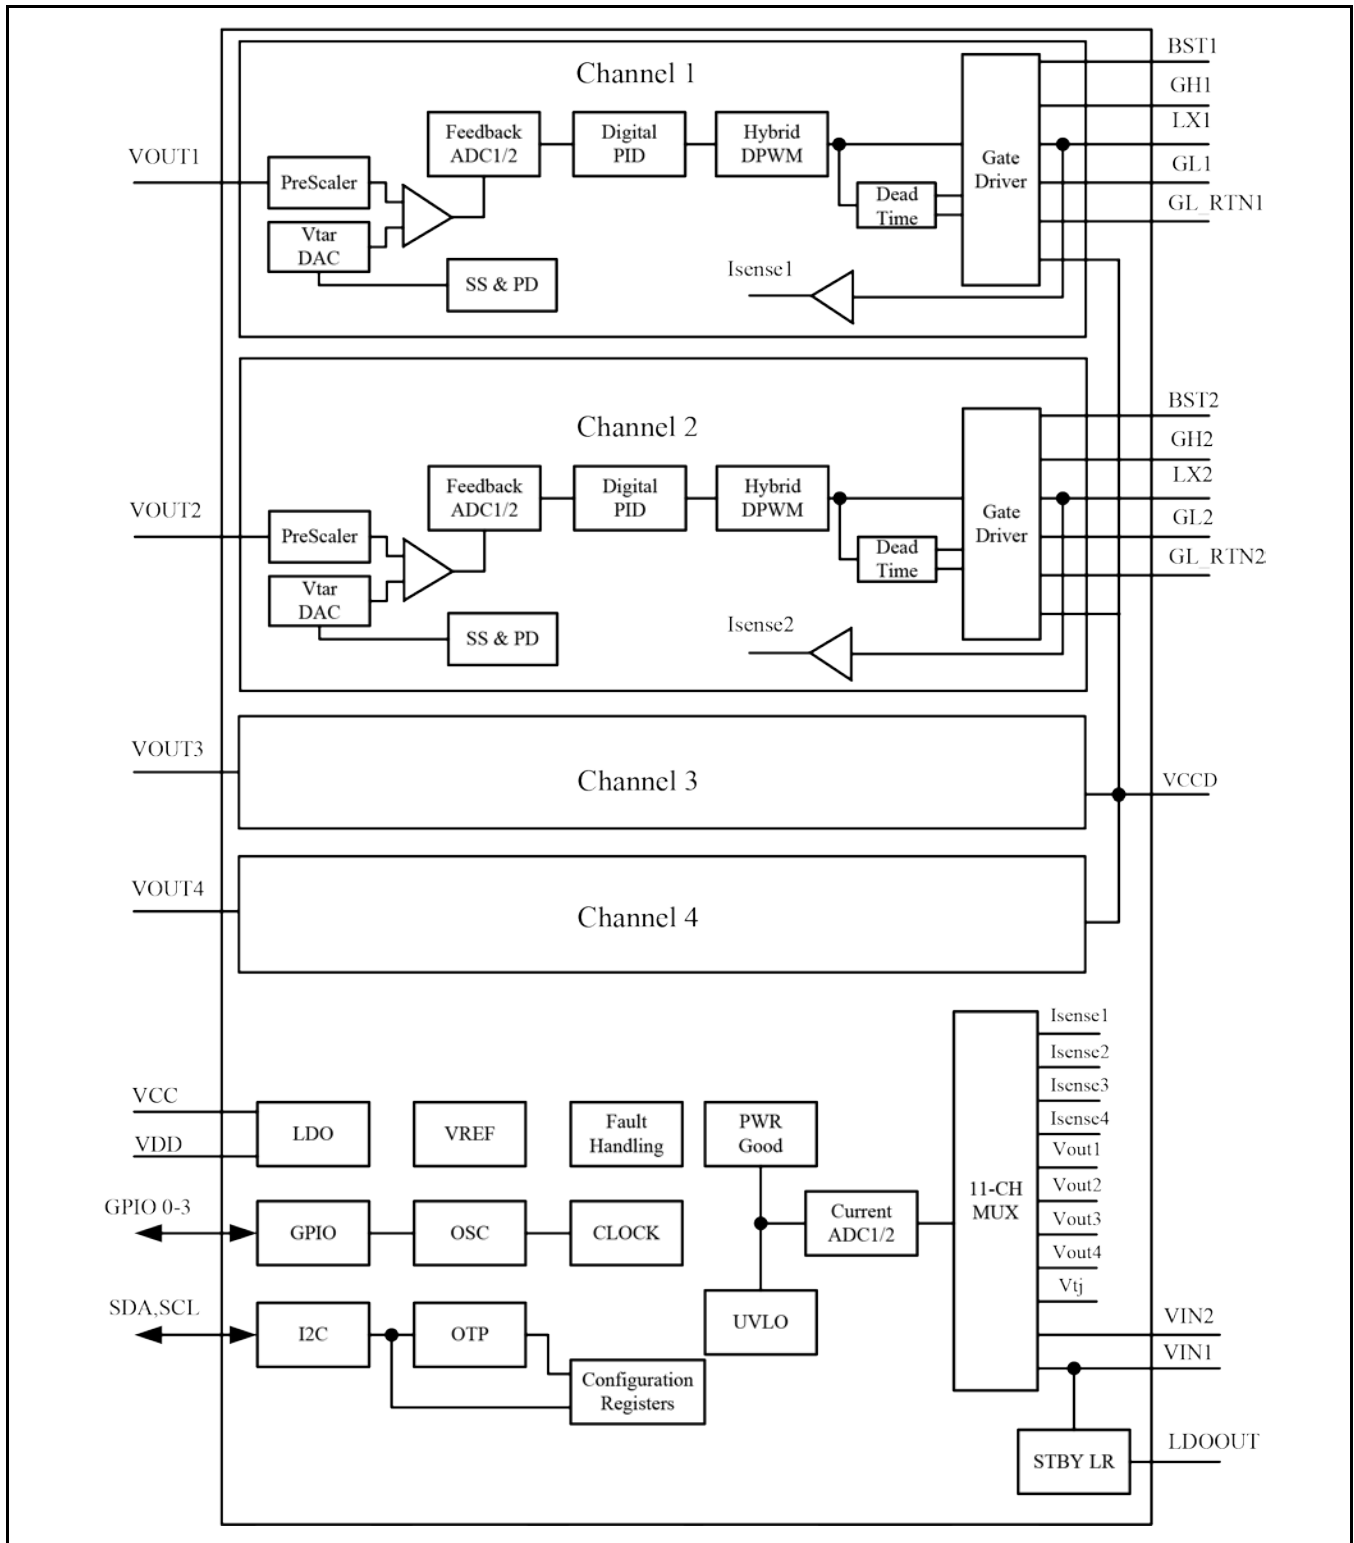 Channel 1
BST1
GH1
LX1
GL1
GL_RTN1
VOUT1
PreScaler
Vtar
DAC
Feedback
ADC1/2
Digital
PID
Hybrid
DPWM
Dead
Time
Gate
Driver
SS & PD
Isense1
Channel 2
BST2
GH2
LX2
GL2
GL_RTN2
VOUT2
PreScaler
Vtar
DAC
Feedback
ADC1/2
Digital
PID
Hybrid
DPWM
Dead
Time
Gate
Driver
SS & PD
Isense2
VOUT3
Channel 3
VCCD
VOUT4
Channel 4
VCC
VDD
LDO
VREF
Fault
Handling
PWR
Good
GPIO 0-3
GPIO
OSC
CLOCK
Current
ADC1/2
UVLO
SDA,SCL
I2C
OTP
Configuration
Registers
11-CH
MUX
Isense1
Isense2
Isense3
Isense4
Vout1
Vout2
Vout3
Vout4
Vtj
VIN2
VIN1
STBY LR
LDOOUT